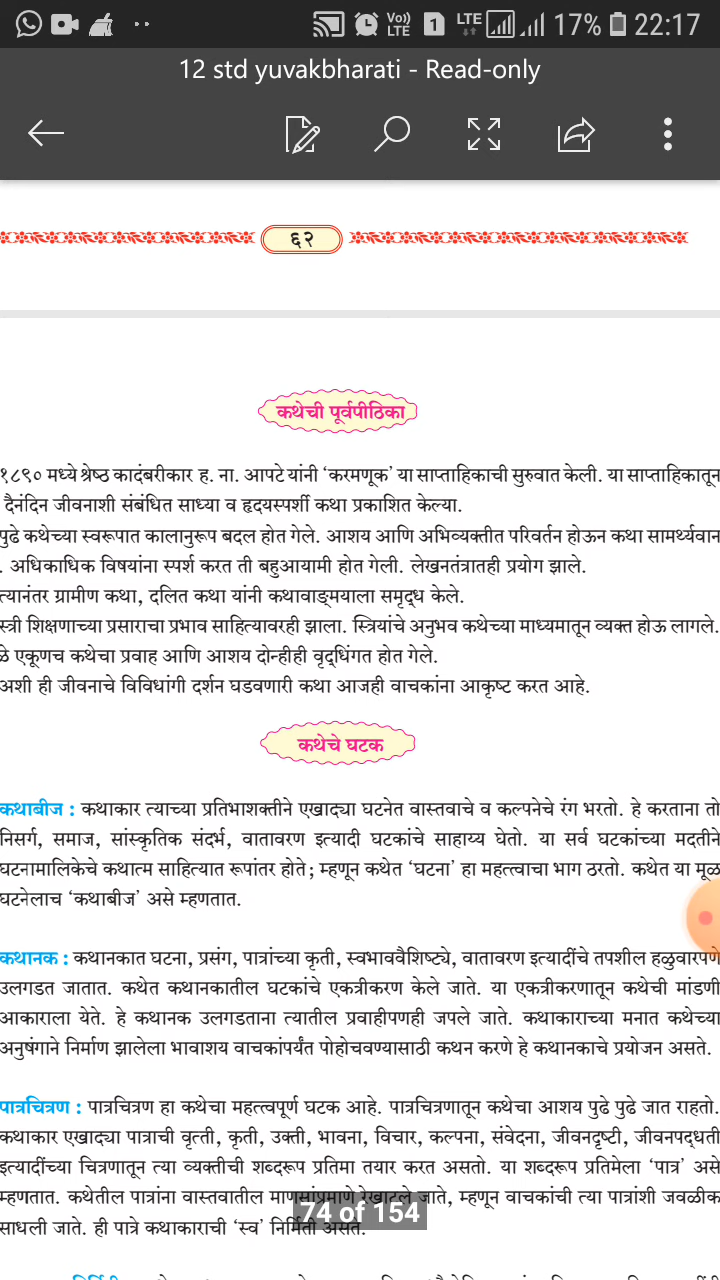 Vo)) LTE 1 LTE 17% 22:17
12 std yuvakbharati - Read-only
६२
कथेची पूर्वपीठिका
१८९० मध्ये श्रेष्ठ कादंबरीकार ह. ना. आपटे यांनी ‘करमणूक’ या साप्ताहिकाची सुरुवात केली. या साप्ताहिकातून
दैनंदिन जीवनाशी संबंधित साध्या व हृदयस्पर्शी कथा प्रकाशित केल्या.
पुढे कथेच्या स्वरूपात कालानुरूप बदल होत गेले. आशय आणि अभिव्यक्तीत परिवर्तन होऊन कथा सामर्थ्यवान
. अधिकाधिक विषयांना स्पर्श करत ती बहुआयामी होत गेली. लेखनतंत्रातही प्रयोग झाले.
त्यानंतर ग्रामीण कथा, दलित कथा यांनी कथावाङ्मयाला समृद्ध केले.
स्त्री शिक्षणाच्या प्रसाराचा प्रभाव साहित्यावरही झाला. स्त्रियांचे अनुभव कथेच्या माध्यमातून व्यक्त होऊ लागले.
ळे एकूणच कथेचा प्रवाह आणि आशय दोन्हीही वृद्धिंगत होत गेले.
अशी ही जीवनाचे विविधांगी दर्शन घडवणारी कथा आजही वाचकांना आकृष्ट करत आहे.
कथेचे घटक
कथाबीज : कथाकार त्याच्या प्रतिभाशक्तीने एखाद्या घटनेत वास्तवाचे व कल्पनेचे रंग भरतो. हे करताना तो
निसर्ग, समाज, सांस्कृतिक संदर्भ, वातावरण इत्यादी घटकांचे साहाय्य घेतो. या सर्व घटकांच्या मदतीने
घटनामालिकेचे कथात्म साहित्यात रूपांतर होते; म्हणून कथेत ‘घटना’ हा महत्त्वाचा भाग ठरतो. कथेत या मूळ
घटनेलाच ‘कथाबीज’ असे म्हणतात.
कथानक : कथानकात घटना, प्रसंग, पात्रांच्या कृती, स्वभाववैशिष्ट्ये, वातावरण इत्यादींचे तपशील हळुवारपणे
उलगडत जातात. कथेत कथानकातील घटकांचे एकत्रीकरण केले जाते. या एकत्रीकरणातून कथेची मांडणी
आकाराला येते. हे कथानक उलगडताना त्यातील प्रवाहीपणही जपले जाते. कथाकाराच्या मनात कथेच्या
अनुषंगाने निर्माण झालेला भावाशय वाचकांपर्यंत पोहोचवण्यासाठी कथन करणे हे कथानकाचे प्रयोजन असते.
पात्रचित्रण : पात्रचित्रण हा कथेचा महत्त्वपूर्ण घटक आहे. पात्रचित्रणातून कथेचा आशय पुढे पुढे जात राहतो.
कथाकार एखाद्या पात्राची वृत्ती, कृती, उक्ती, भावना, विचार, कल्पना, संवेदना, जीवनदृष्टी, जीवनपद्धती
इत्यादींच्या चित्रणातून त्या व्यक्तीची शब्दरूप प्रतिमा तयार करत असतो. या शब्दरूप प्रतिमेला ‘पात्र’ असे
म्हणतात. कथेतील पात्रांना वास्तवातील माणसांप्रमाणे रेखाटले जाते, म्हणून वाचकांची त्या पात्रांशी जवळीक
साधली जाते. ही पात्रे कथाकाराची ‘स्व’ निर्मिती असते.
74 of 154